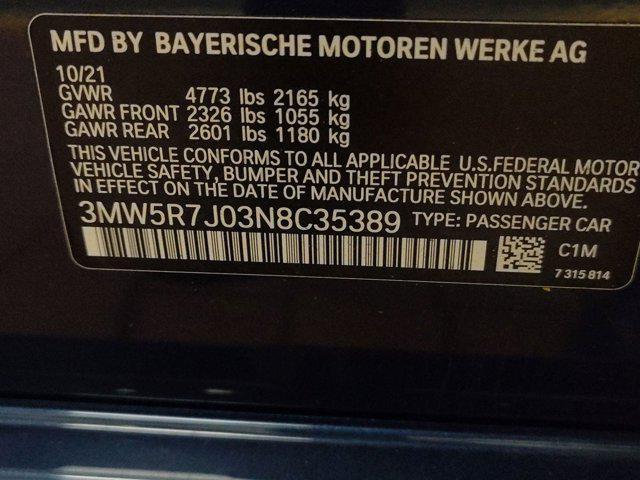 MFD BY BAYERISCHE MOTOREN WERKE AG
10/21
GVWR 4773 lbs 2165 kg
GAWR FRONT 2326 lbs 1055 kg
GAWR REAR 2601 lbs 1180 kg
THIS VEHICLE CONFORMS TO ALL APPLICABLE U.S.FEDERAL MOTOR
VEHICLE SAFETY, BUMPER AND THEFT PREVENTION STANDARDS
IN EFFECT ON THE DATE OF MANUFACTURE SHOWN ABOVE.
3MW5R7J03N8C35389 TYPE: PASSENGER CAR
C1M
7 315 814